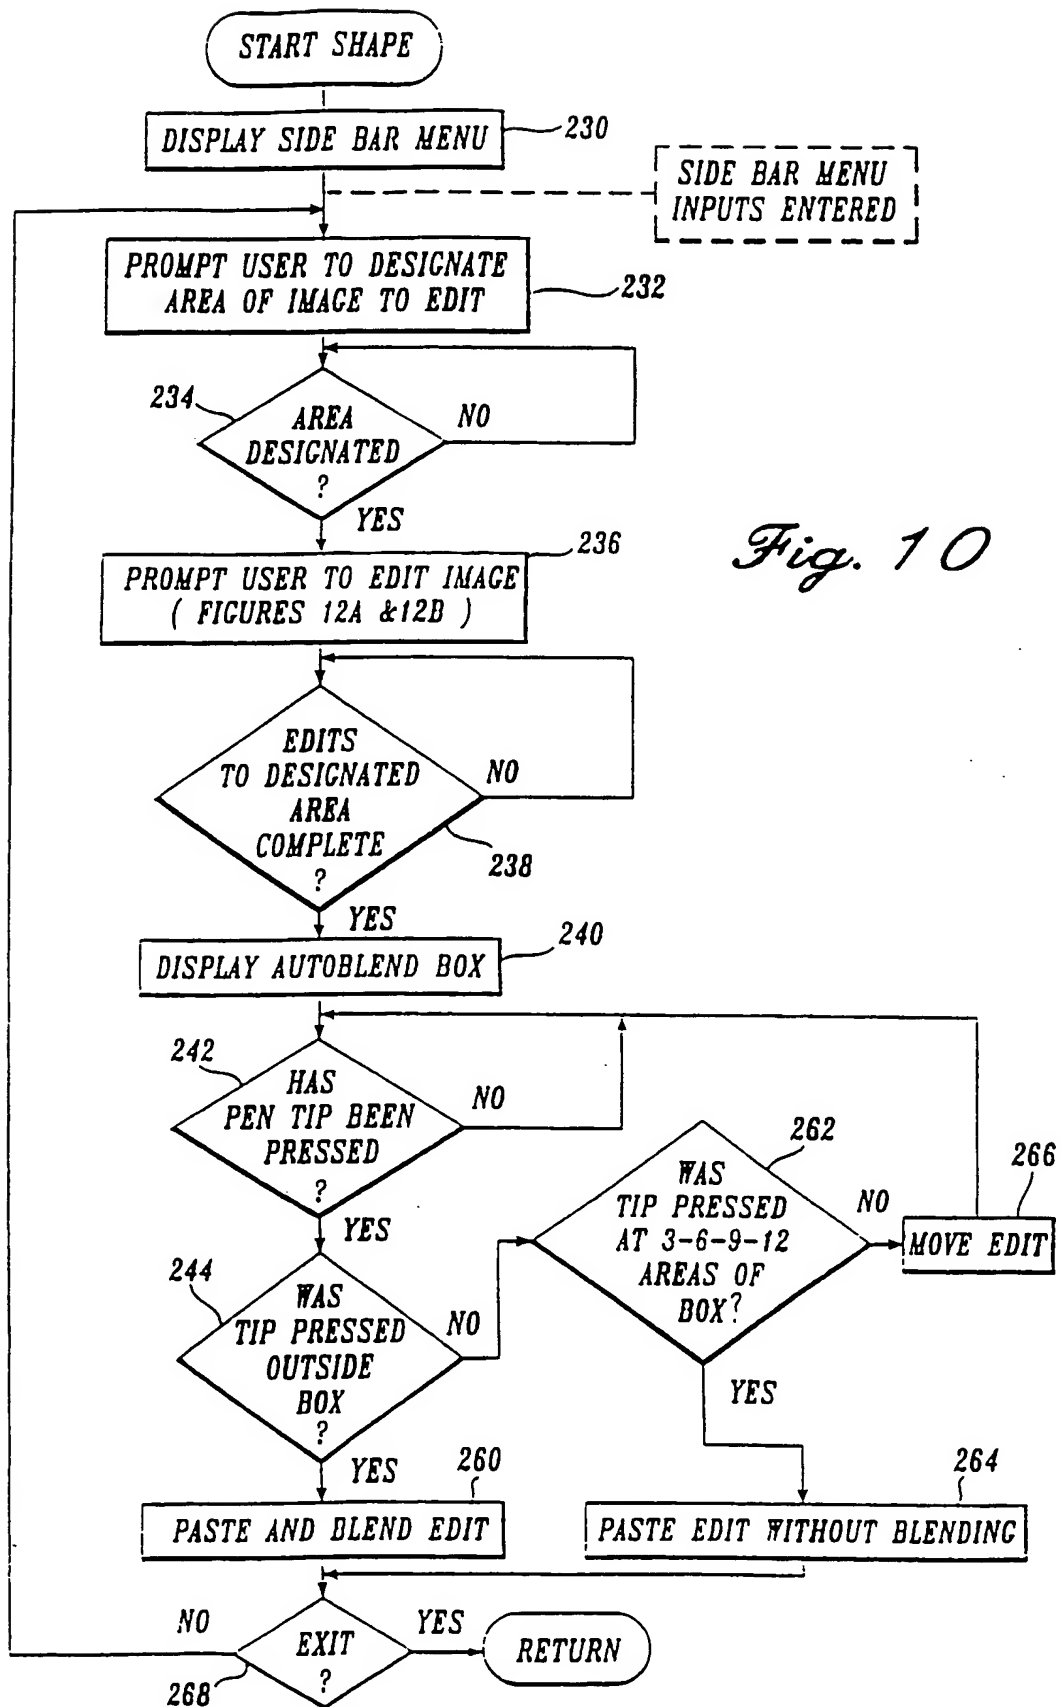 START SHAPE
DISPLAY SIDE BAR MENU
230
SIDE BAR MENU
INPUTS ENTERED
PROMPT USER TO DESIGNATE
AREA OF IMAGE TO EDIT
232
234
AREA
DESIGNATED
?
NO
YES
236
PROMPT USER TO EDIT IMAGE
( FIGURES 12A &12B )
Fig. 10
EDITS
TO DESIGNATED
AREA
COMPLETE
?
NO
238
YES
240
DISPLAY AUTOBLEND BOX
242
HAS
PEN TIP BEEN
PRESSED
?
NO
YES
262
WAS
TIP PRESSED
AT 3-6-9-12
AREAS OF
BOX?
NO
266
MOVE EDIT
YES
244
WAS
TIP PRESSED
OUTSIDE
BOX
?
NO
YES
260
PASTE AND BLEND EDIT
264
PASTE EDIT WITHOUT BLENDING
NO
EXIT
?
YES
RETURN
268